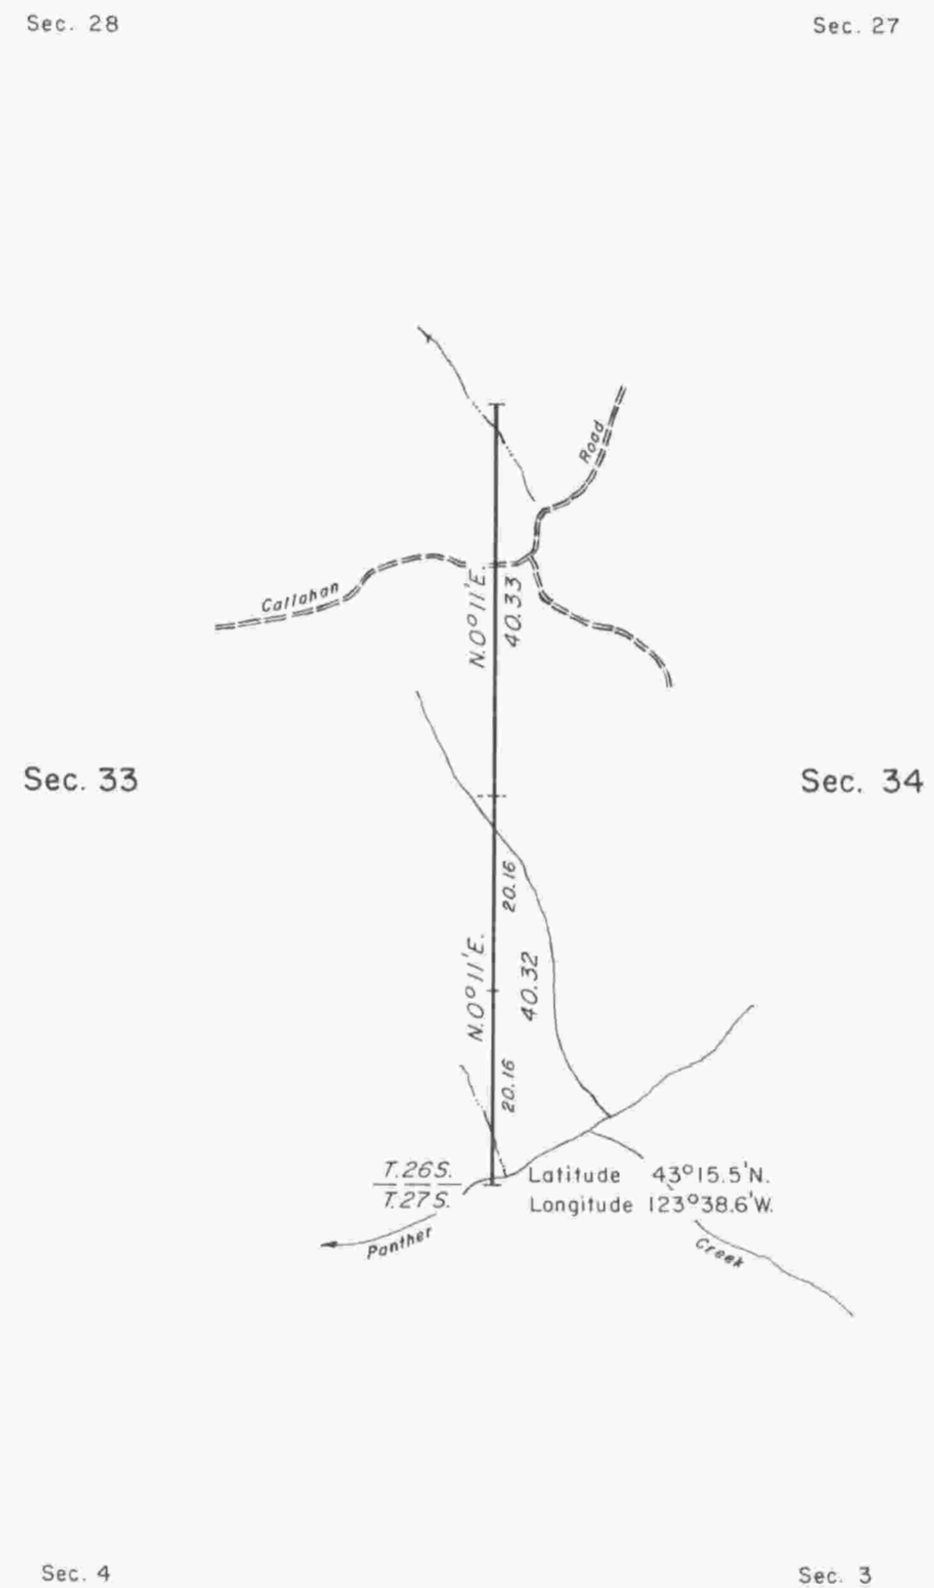 Sec. 28
Sec. 27
Road
Callahan
N.0°11'E.
40.33
Sec. 33
Sec. 34
20.16
N.0°11'E.
40.32
20.16
T.26S.
T.27S.
Latitude 43°15.5'N.
Longitude 123°38.6'W.
Panther
Creek
Sec. 4
Sec. 3